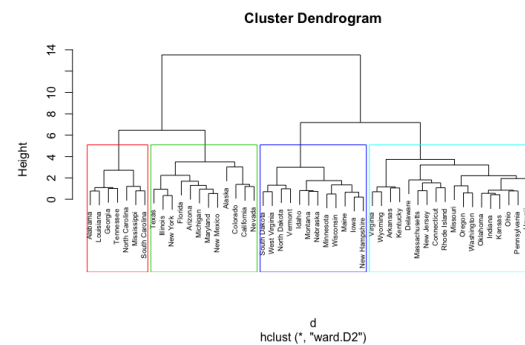 Cluster Dendrogram
Height
14
12
10
8
6
4
2
0
Alabama
Louisiana
Georgia
Tennessee
North Carolina
Mississippi
South Carolina
Texas
Illinois
New York
Florida
Arizona
Michigan
Maryland
New Mexico
Alaska
Colorado
California
Nevada
South Dakota
West Virginia
North Dakota
Vermont
Idaho
Montana
Nebraska
Minnesota
Wisconsin
Maine
Iowa
New Hampshire
Virginia
Wyoming
Arkansas
Kentucky
Delaware
Massachusetts
New Jersey
Connecticut
Rhode Island
Missouri
Oregon
Washington
Oklahoma
Indiana
Kansas
Ohio
Pennsylvania
d
hclust (*, "ward.D2")